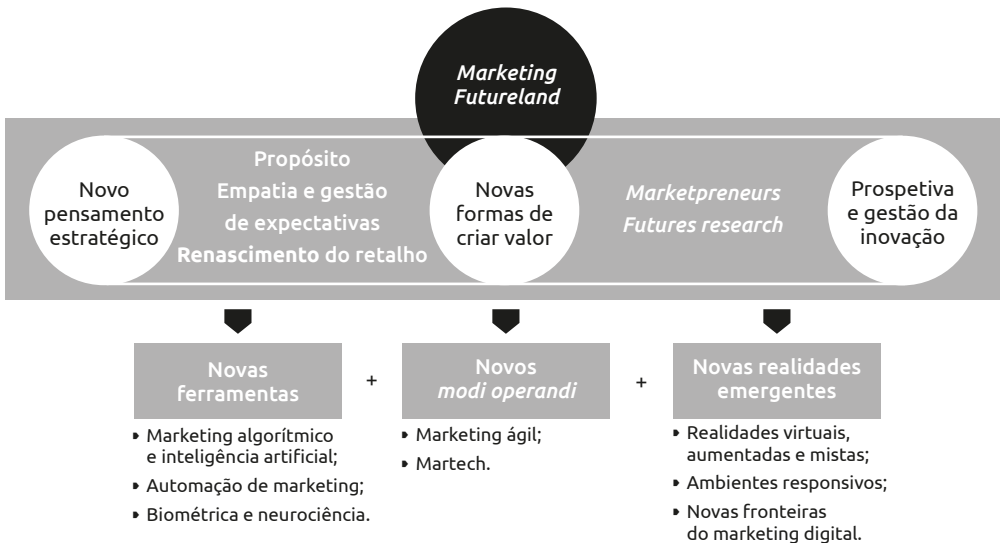 Marketing
Futureland
Novo
pensamento
estratégico
Propósito
Empatia e gestão
de expectativas
Renascimento do retalho
Novas
formas de
criar valor
Marketpreneurs
Futures research
Prospetiva
e gestão da
inovação
Novas
ferramentas
+
Novos
modi operandi
+
Novas realidades
emergentes
Marketing algorítmico
e inteligência artificial;
Automação de marketing;
Biométrica e neurociência.
Marketing ágil;
Martech.
Realidades virtuais,
aumentadas e mistas;
Ambientes responsivos;
Novas fronteiras
do marketing digital.